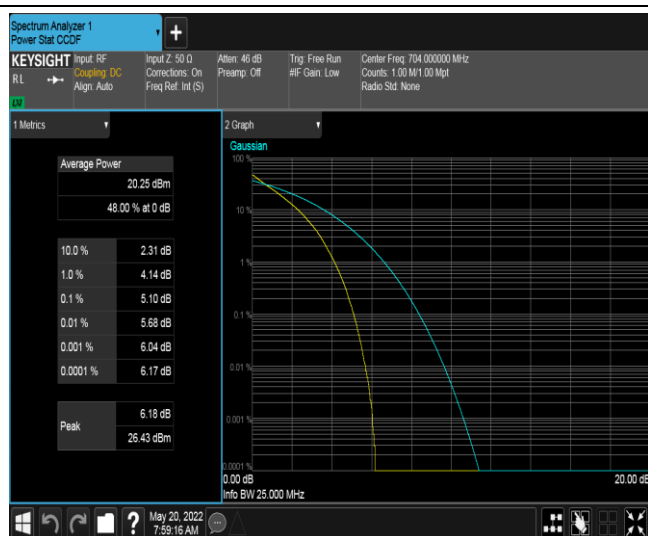 Spectrum Analyzer 1
Power Stat CCDF
+
KEYSIGHT
RL
LXI
Input: RF
Coupling: DC
Align: Auto
Input Z: 50 Ω
Corrections: On
Freq Ref: Int (S)
Atten: 46 dB
Preamp: Off
Trig: Free Run
#IF Gain: Low
Center Freq: 704.000000 MHz
Counts: 1.00 M/1.00 Mpt
Radio Std: None
1 Metrics
Average Power
20.25 dBm
48.00 % at 0 dB
10.0 % 2.31 dB
1.0 % 4.14 dB
0.1 % 5.10 dB
0.01 % 5.68 dB
0.001 % 6.04 dB
0.0001 % 6.17 dB
Peak
6.18 dB
26.43 dBm
2 Graph
Gaussian
100 %
10 %
1 %
0.1 %
0.01 %
0.001 %
0.0001 %
0.00 dB 20.00 dB
Info BW 25.000 MHz
?
May 20, 2022
7:59:16 AM